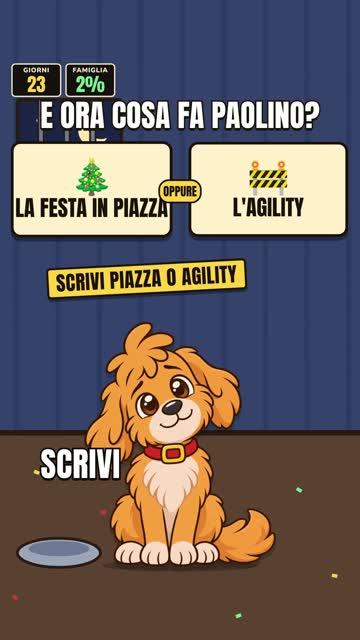 GIORNI
23
FAMIGLIA
2%
E ORA COSA FA PAOLINO?
LA FESTA IN PIAZZA
OPPURE
L'AGILITY
SCRIVI PIAZZA O AGILITY
SCRIVI